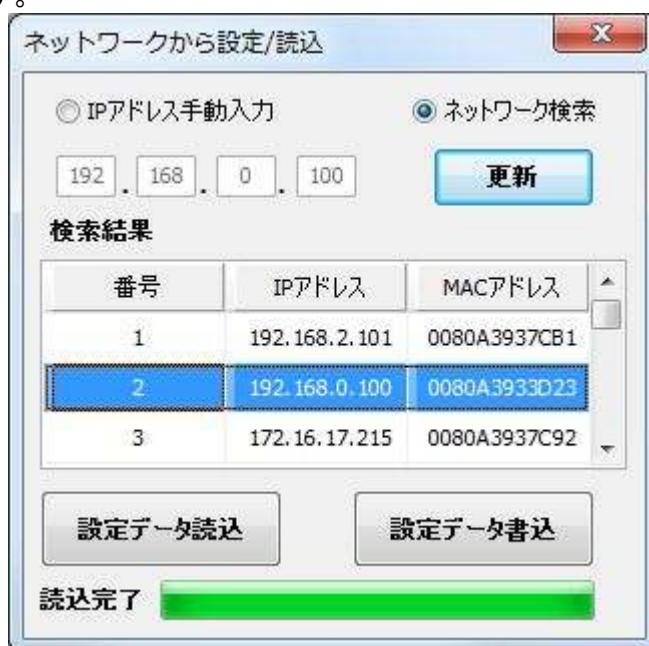 す。
ネットワークから設定/読込
IPアドレス手動入力 ネットワーク検索
192 . 168 . 0 . 100 更新
検索結果
番号 IPアドレス MACアドレス
1 192.168.2.101 0080A3937CB1
2 192.168.0.100 0080A3933D23
3 172.16.17.215 0080A3937C92
設定データ読込 設定データ書込
読込完了